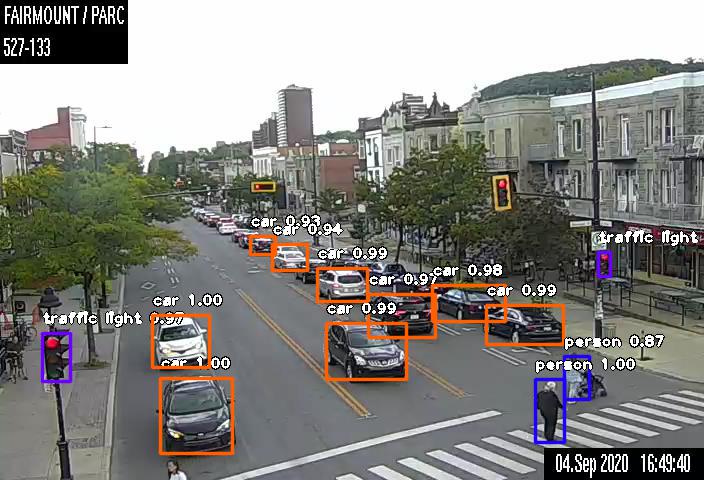 FAIRMOUNT / PARC
527-133
car 0.93
car 0.94
traffic light
car 0.99
car 0.97
car 0.98
car 1.00
car 0.99
car 0.99
traffic light 0.97
person 0.87
car 1.00
person 1.00
04.Sep 2020 16:49:40